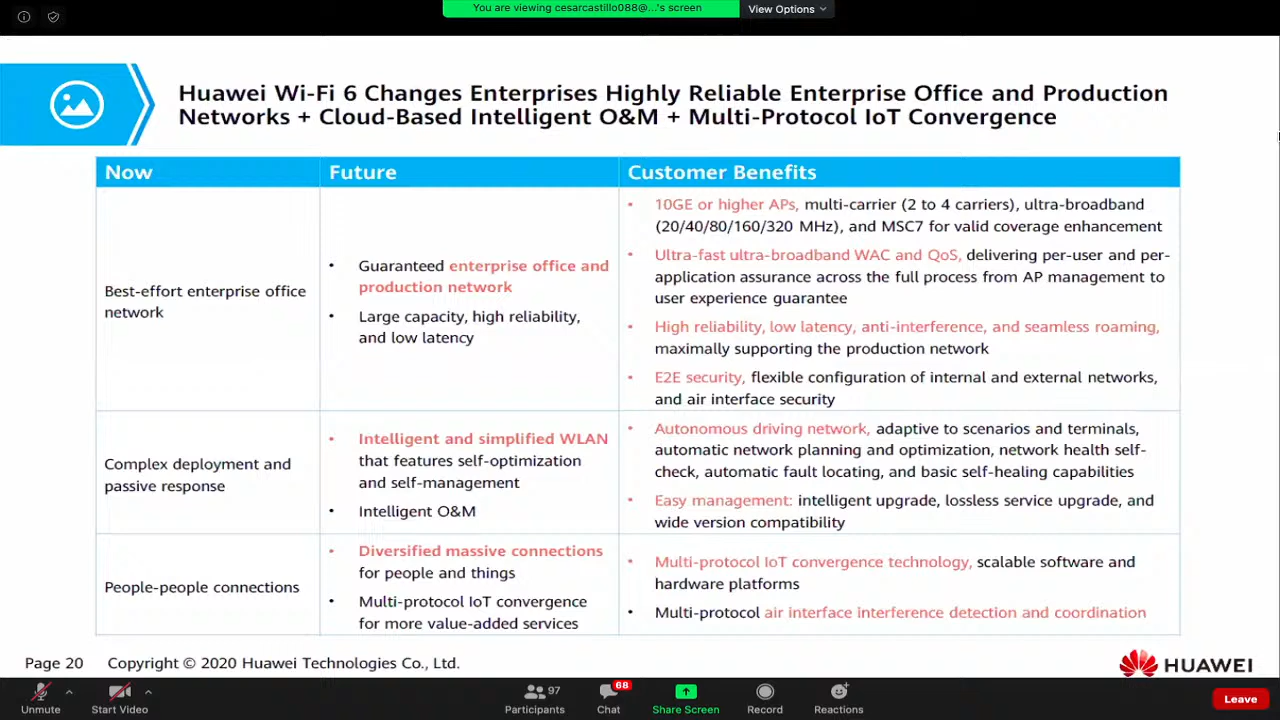 You are viewing cesarcastillo088@...'s screen
View Options
Huawei Wi-Fi 6 Changes Enterprises Highly Reliable Enterprise Office and Production
Networks + Cloud-Based Intelligent O&M + Multi-Protocol IoT Convergence
Now
Future
Customer Benefits
Best-effort enterprise office
network
• Guaranteed enterprise office and
production network
• Large capacity, high reliability,
and low latency
• 10GE or higher APs, multi-carrier (2 to 4 carriers), ultra-broadband
(20/40/80/160/320 MHz), and MSC7 for valid coverage enhancement
• Ultra-fast ultra-broadband WAC and QoS, delivering per-user and per-
application assurance across the full process from AP management to
user experience guarantee
• High reliability, low latency, anti-interference, and seamless roaming,
maximally supporting the production network
• E2E security, flexible configuration of internal and external networks,
and air interface security
Complex deployment and
passive response
• Intelligent and simplified WLAN
that features self-optimization
and self-management
• Intelligent O&M
• Autonomous driving network, adaptive to scenarios and terminals,
automatic network planning and optimization, network health self-
check, automatic fault locating, and basic self-healing capabilities
• Easy management: intelligent upgrade, lossless service upgrade, and
wide version compatibility
People-people connections
• Diversified massive connections
for people and things
• Multi-protocol IoT convergence
for more value-added services
• Multi-protocol IoT convergence technology, scalable software and
hardware platforms
• Multi-protocol air interface interference detection and coordination
Page 20
Copyright © 2020 Huawei Technologies Co., Ltd.
HUAWEI
Unmute
Start Video
97
Participants
68
Chat
Share Screen
Record
Reactions
Leave